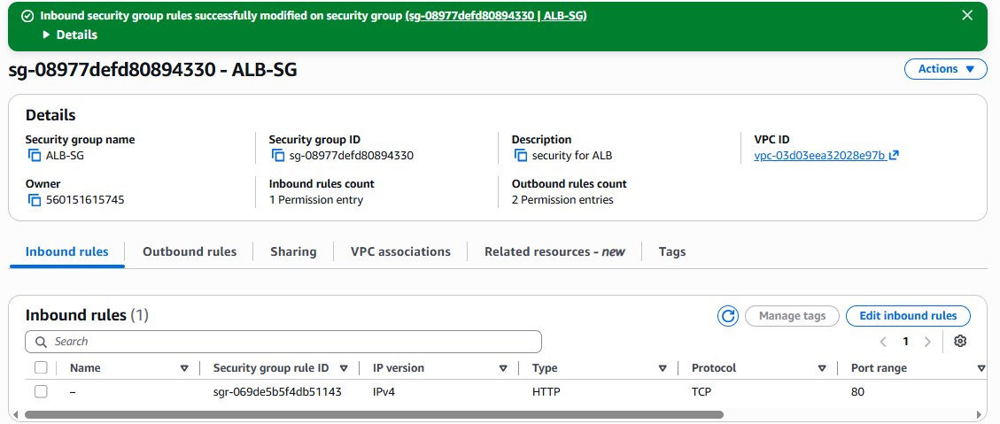 Inbound security group rules successfully modified on security group (sg-08977defd80894330 | ALB-SG)
Details
sg-08977defd80894330 - ALB-SG
Actions
Details
Security group name
ALB-SG
Security group ID
sg-08977defd80894330
Description
security for ALB
VPC ID
vpc-03d03eea32028e97b
Owner
560151615745
Inbound rules count
1 Permission entry
Outbound rules count
2 Permission entries
Inbound rules Outbound rules Sharing VPC associations Related resources - new Tags
Inbound rules (1)
Manage tags
Edit inbound rules
Search
1
Name Security group rule ID IP version Type Protocol Port range
– sgr-069de5b5f4db51143 IPv4 HTTP TCP 80